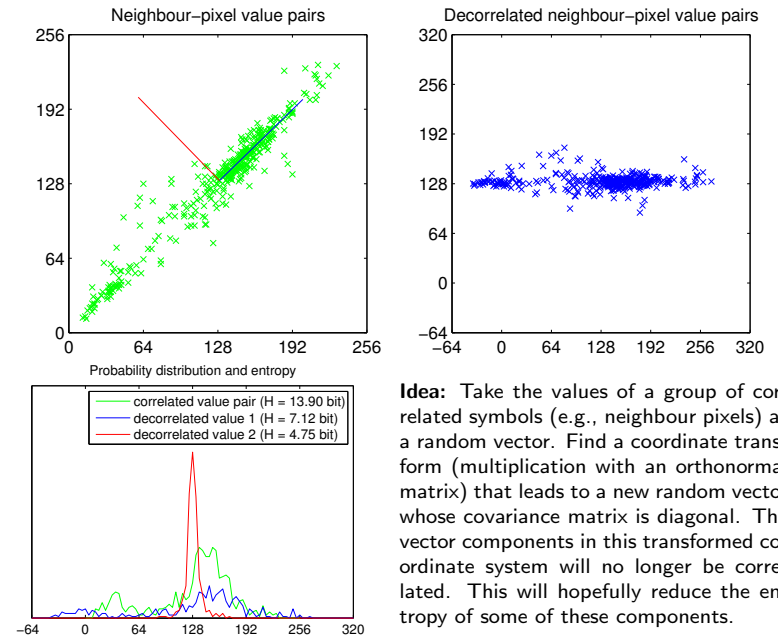 Neighbour−pixel value pairs
256
192
128
64
0
0 64 128 192 256
Decorrelated neighbour−pixel value pairs
320
256
192
128
64
0
−64
−64 0 64 128 192 256 320
Probability distribution and entropy
correlated value pair (H = 13.90 bit)
decorrelated value 1 (H = 7.12 bit)
decorrelated value 2 (H = 4.75 bit)
−64 0 64 128 192 256 320
Idea: Take the values of a group of cor
related symbols (e.g., neighbour pixels) a
a random vector. Find a coordinate trans
form (multiplication with an orthonorma
matrix) that leads to a new random vecto
whose covariance matrix is diagonal. Th
vector components in this transformed co
ordinate system will no longer be corre
lated. This will hopefully reduce the en
tropy of some of these components.